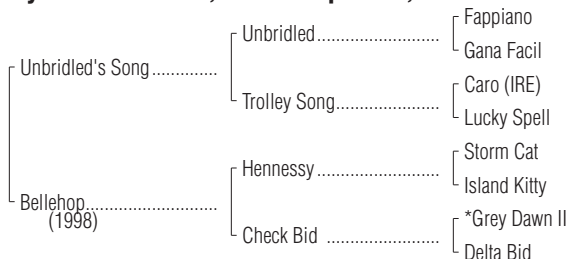 Fappiano
Unbridled
Gana Facil
Unbridled's Song
Caro (IRE)
Trolley Song
Lucky Spell
Storm Cat
Hennessy
Island Kitty
Bellehop
(1998)
*Grey Dawn II
Check Bid
Delta Bid